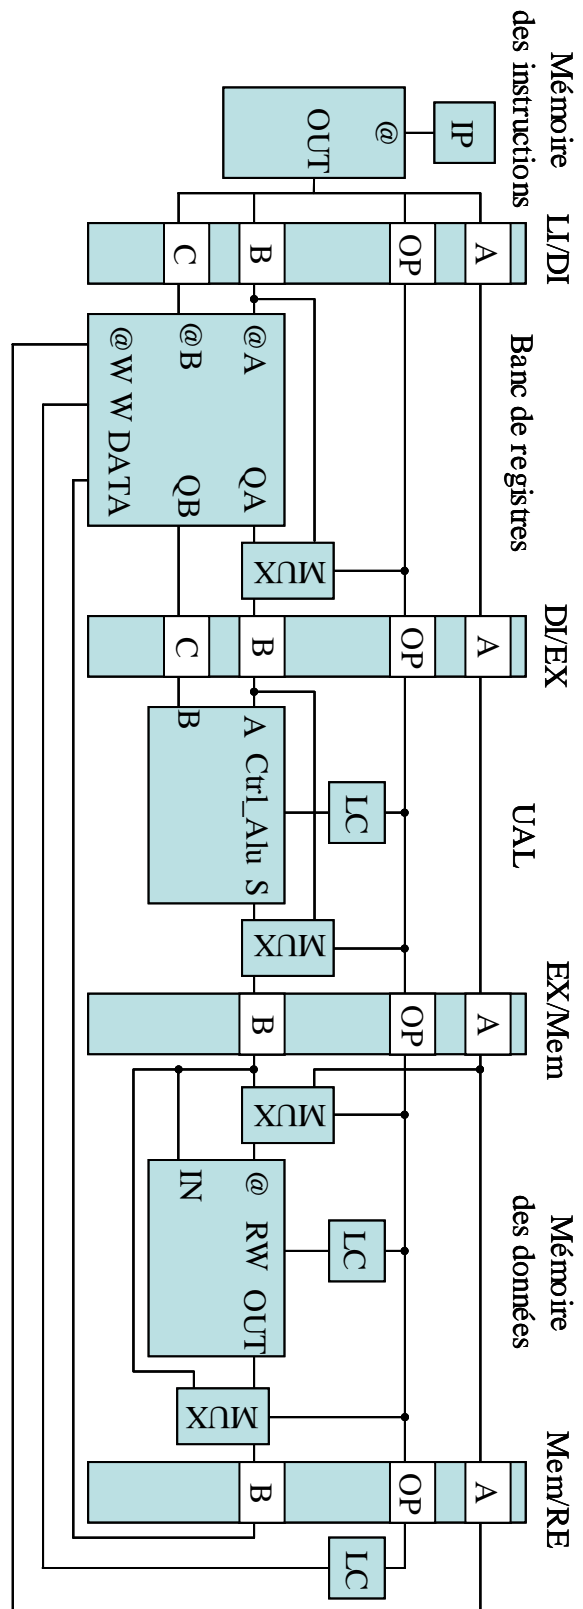 Mémoire
des instructions
LI/DI
Banc de registres
DI/EX
UAL
EX/Mem
Mémoire
des données
Mem/RE
IP
@
OUT
A
OP
B
C
@A
@B
QA
QB
@W W DATA
MUX
A
OP
B
C
LC
A Ctrl_Alu S
B
MUX
A
OP
B
MUX
LC
@ RW OUT
IN
MUX
A
OP
B
LC